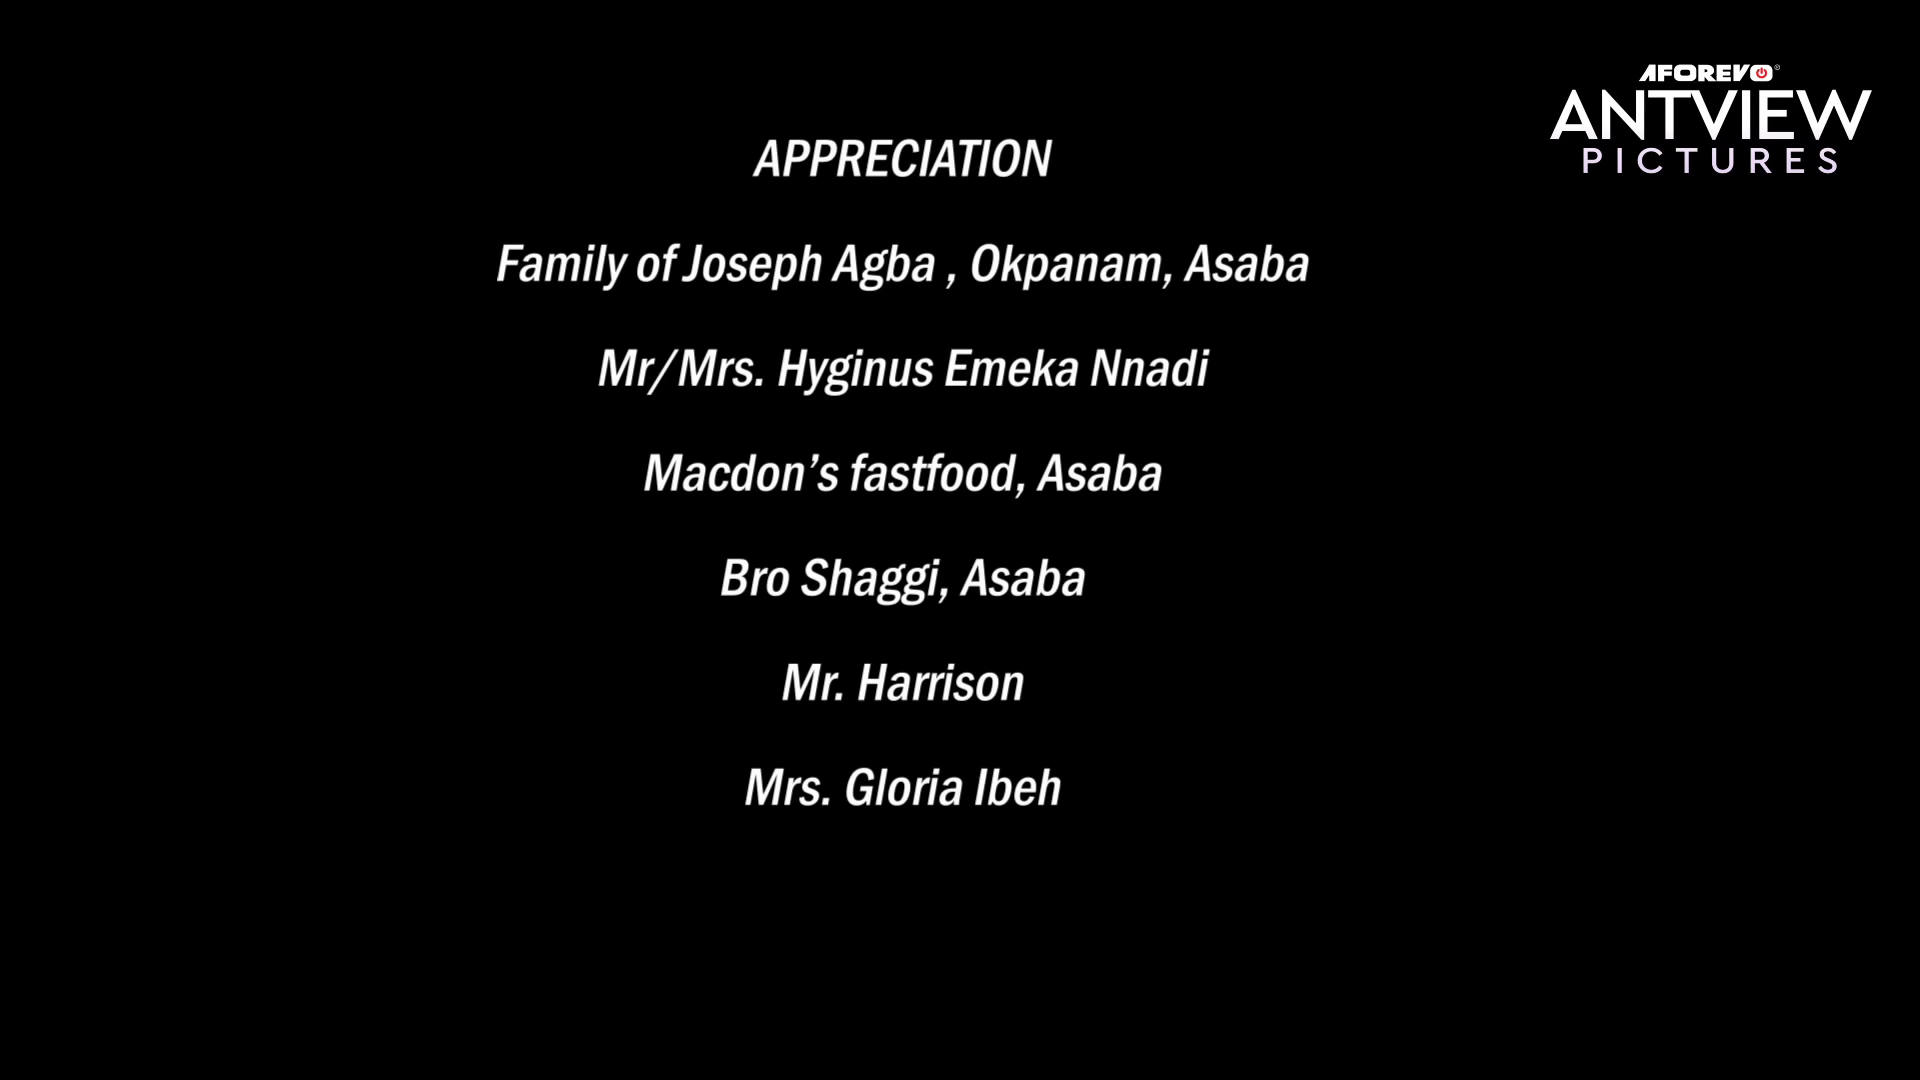 AFOREVO
ANTVIEW
PICTURES
APPRECIATION
Family of Joseph Agba , Okpanam, Asaba
Mr/Mrs. Hyginus Emeka Nnadi
Macdon’s fastfood, Asaba
Bro Shaggi, Asaba
Mr. Harrison
Mrs. Gloria Ibeh